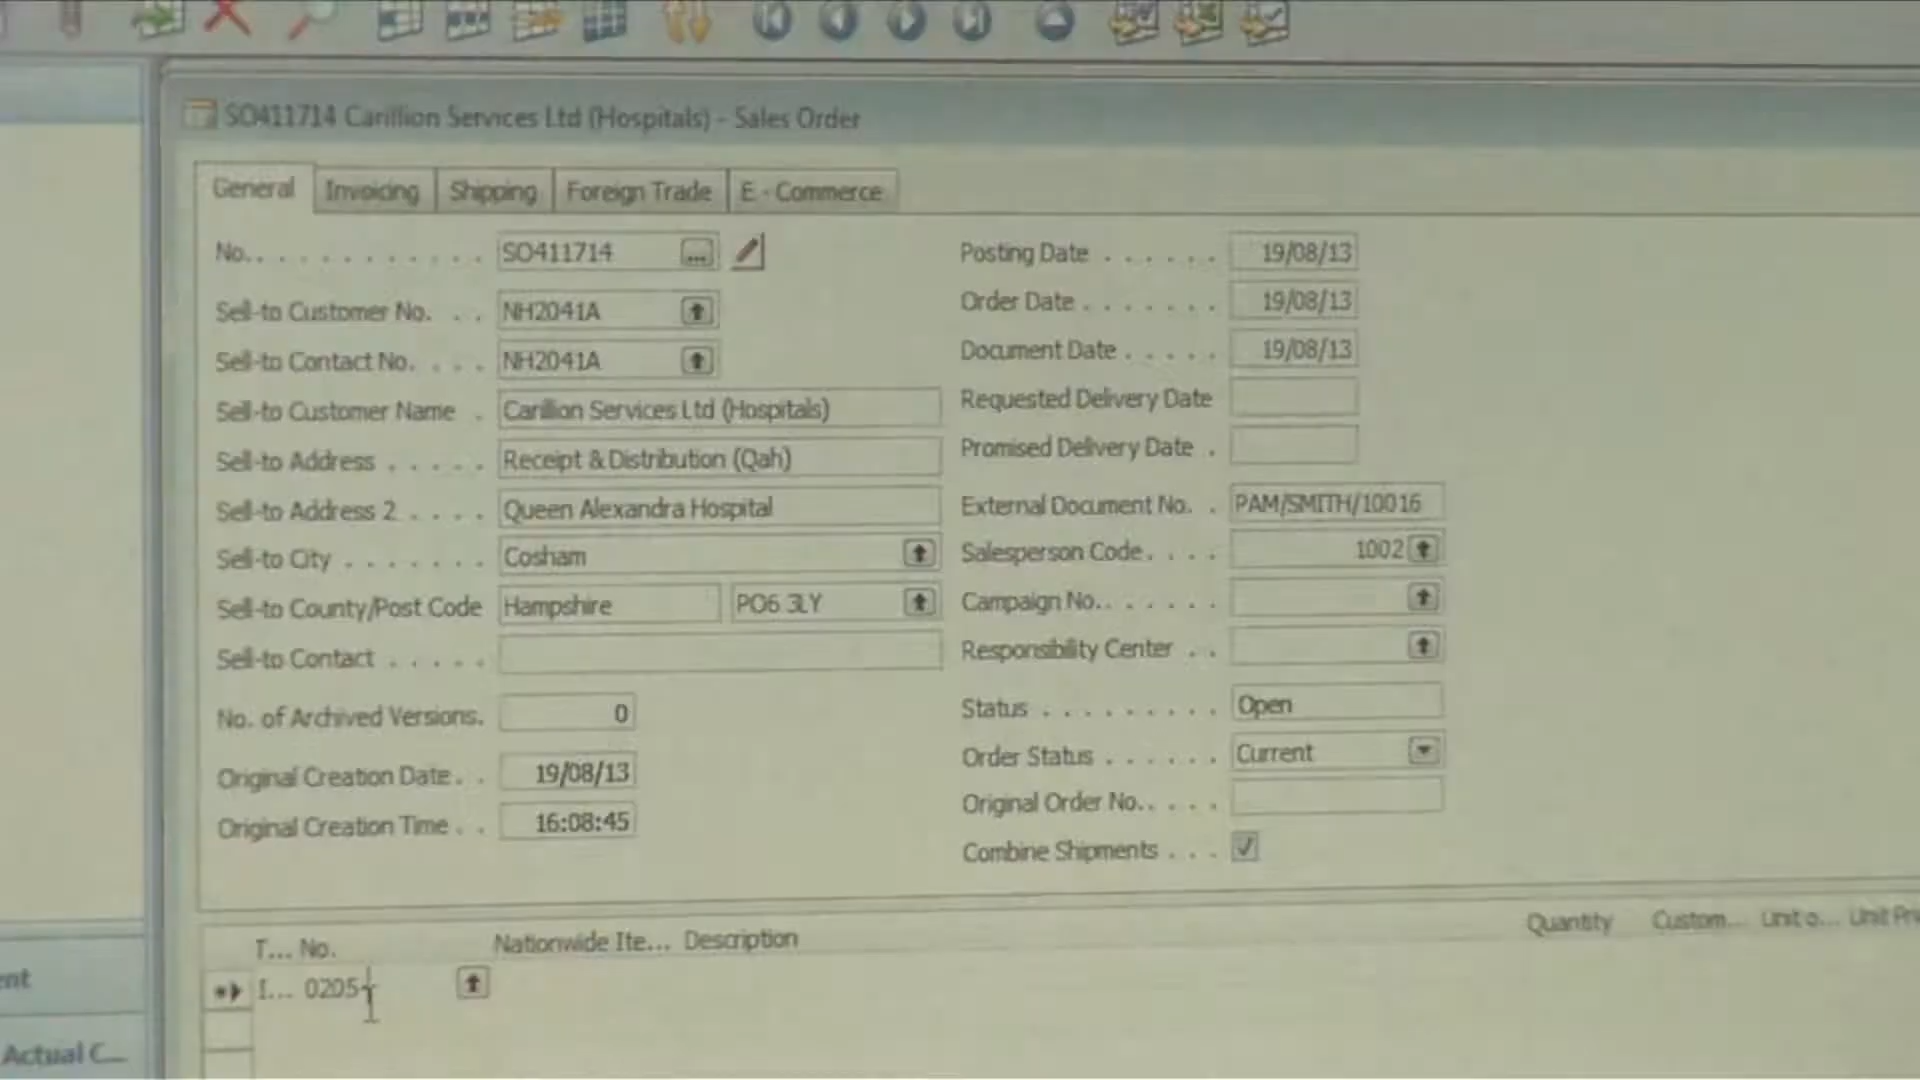 SO411714 Carillion Services Ltd (Hospitals) - Sales Order
General Invoicing Shipping Foreign Trade E - Commerce
No. SO411714 ...
Sell-to Customer No. NH2041A
Sell-to Contact No. NH2041A
Sell-to Customer Name Carillion Services Ltd (Hospitals)
Sell-to Address Receipt & Distribution (Qah)
Sell-to Address 2 Queen Alexandra Hospital
Sell-to City Cosham
Sell-to County/Post Code Hampshire PO6 3LY
Sell-to Contact
No. of Archived Versions. 0
Original Creation Date 19/08/13
Original Creation Time 16:08:45
Posting Date 19/08/13
Order Date 19/08/13
Document Date 19/08/13
Requested Delivery Date
Promised Delivery Date
External Document No. PAM/SMITH/10016
Salesperson Code 1002
Campaign No.
Responsibility Center
Status Open
Order Status Current
Original Order No.
Combine Shipments
T... No. Nationwide Ite... Description Quantity Custom... Unit o... Unit Pri
I... 0205
Actual C...